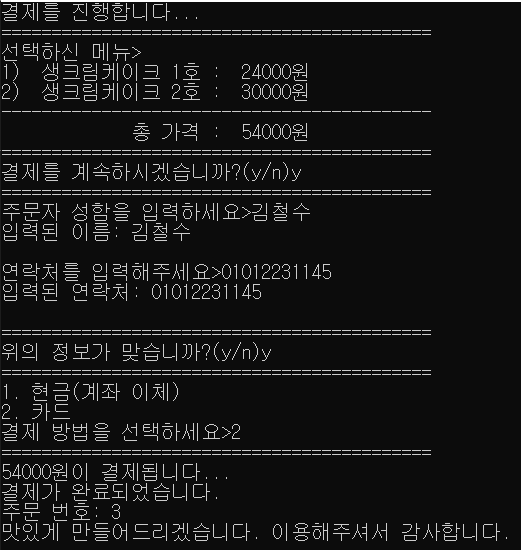 결제를 진행합니다...
===========================================
선택하신 메뉴>
1)  생크림케이크 1호 :  24000원
2)  생크림케이크 2호 :  30000원
-------------------------------------------
             총 가격 :  54000원
===========================================
결제를 계속하시겠습니까?(y/n)y
===========================================
주문자 성함을 입력하세요>김철수
입력된 이름: 김철수

연락처를 입력해주세요>01012231145
입력된 연락처: 01012231145

===========================================
위의 정보가 맞습니까?(y/n)y
===========================================
1. 현금(계좌 이체)
2. 카드
결제 방법을 선택하세요>2
===========================================
54000원이 결제됩니다...
결제가 완료되었습니다.
주문 번호: 3
맛있게 만들어드리겠습니다. 이용해주셔서 감사합니다.